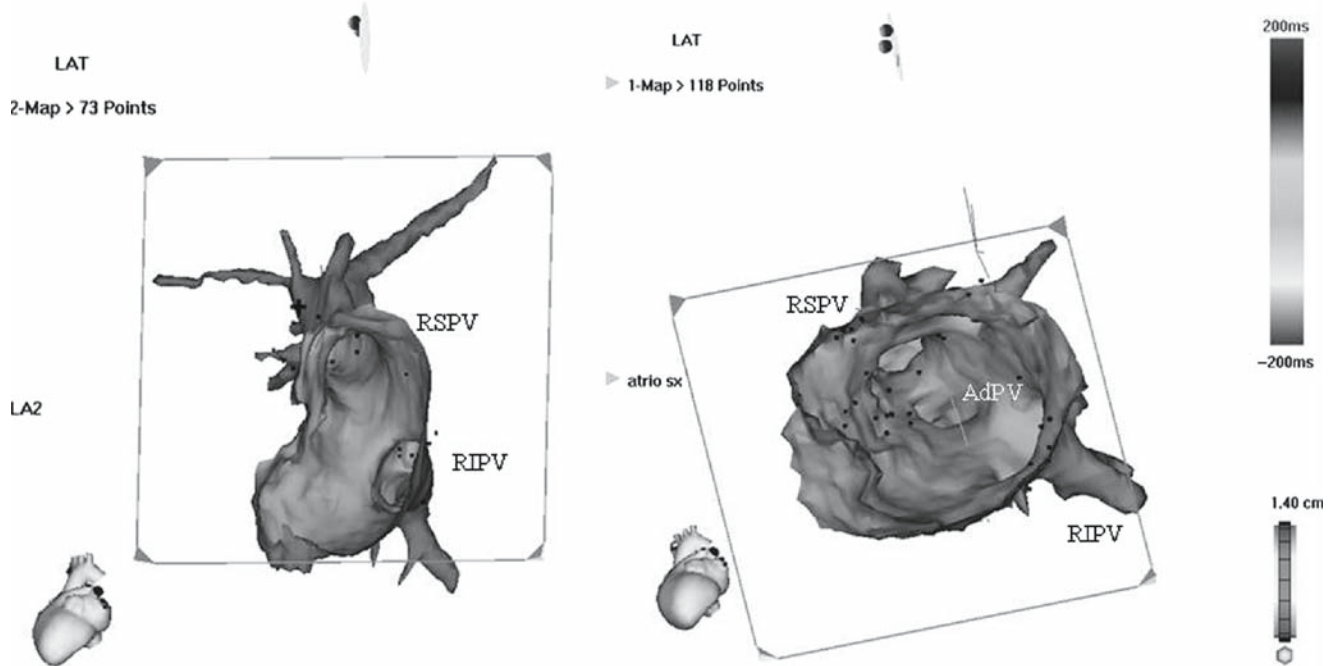 LAT
2-Map > 73 Points
RSPV
LA2
RIPV
LAT
1-Map > 118 Points
RSPV
atrio sx
AdPV
RIPV
200ms
-200ms
1.40 cm